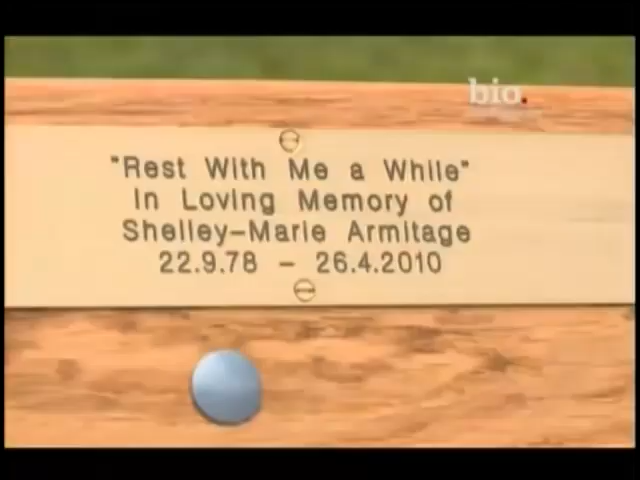 bio.
"Rest With Me a While"
In Loving Memory of
Shelley-Marie Armitage
22.9.78 - 26.4.2010